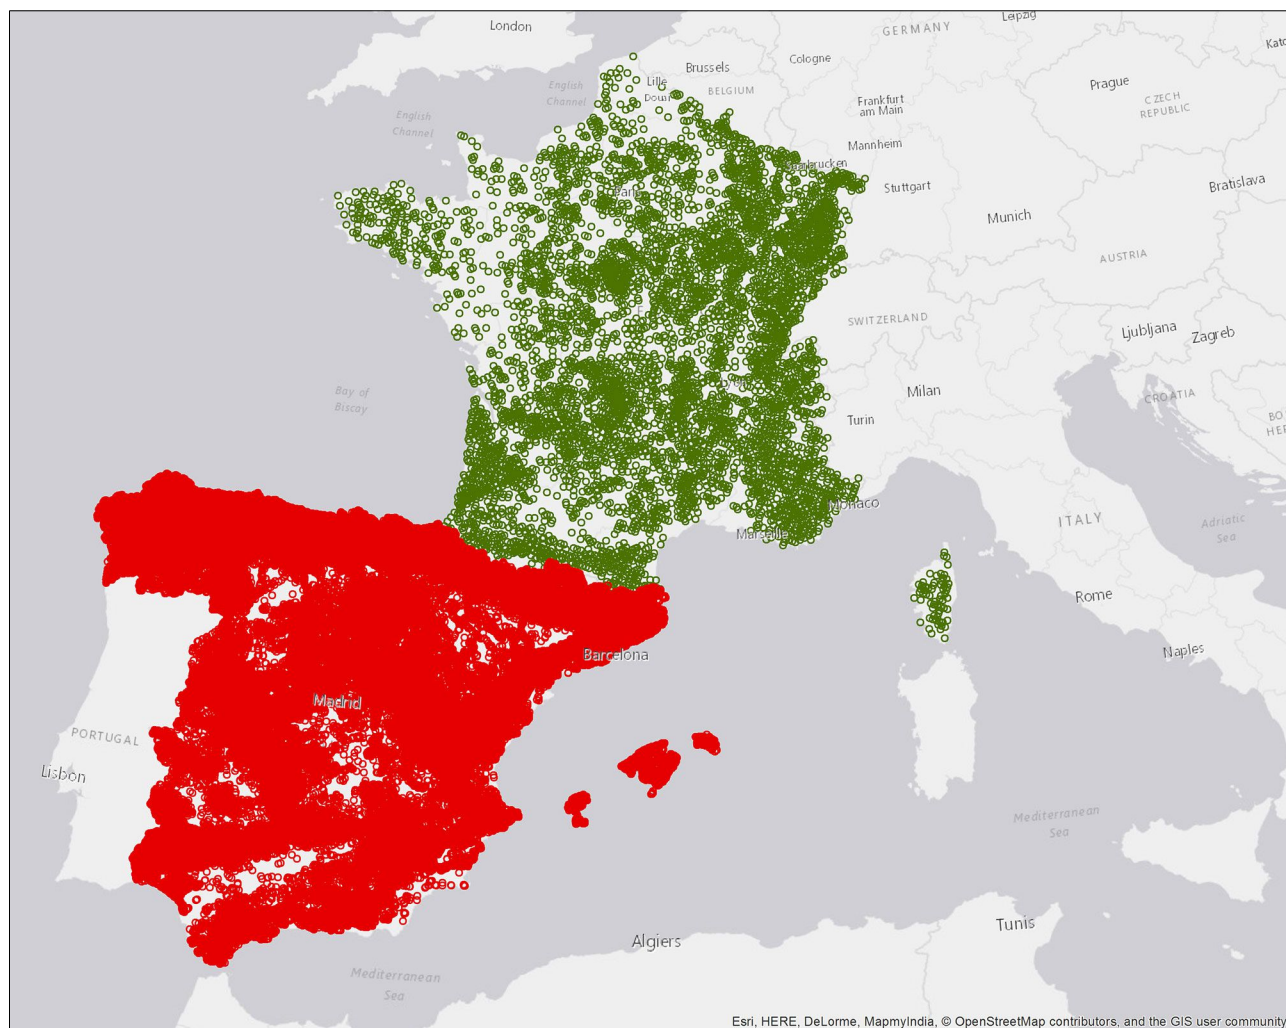 London
GERMANY
Leipzig
Brussels
Cologne
Lille
BELGIUM
English
Channel
Prague
CZECH
REPUBLIC
Frankfurt
am Main
English
Channel
Mannheim
Stuttgart
Bratislava
Munich
AUSTRIA
SWITZERLAND
Ljubljana
Zagreb
Bay of
Biscay
Milan
CROATIA
Turin
Monaco
Marseille
ITALY
Adriatic
Sea
Rome
Naples
Barcelona
Madrid
PORTUGAL
Lisbon
Mediterranean
Sea
Algiers
Tunis
Mediterranean
Sea
Esri, HERE, DeLorme, MapmyIndia, © OpenStreetMap contributors, and the GIS user community